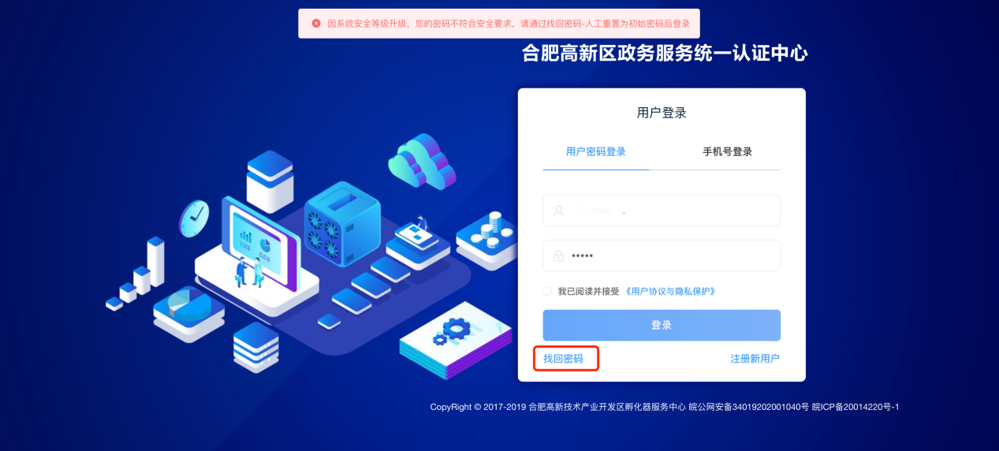 因系统安全等级升级，您的密码不符合安全要求，请通过找回密码-人工重置为初始密码后登录
合肥高新区政务服务统一认证中心
用户登录
用户密码登录 手机号登录
•••••
我已阅读并接受 《用户协议与隐私保护》
登录
找回密码 注册新用户
CopyRight © 2017-2019 合肥高新技术产业开发区孵化器服务中心 皖公网安备34019202001040号 皖ICP备20014220号-1